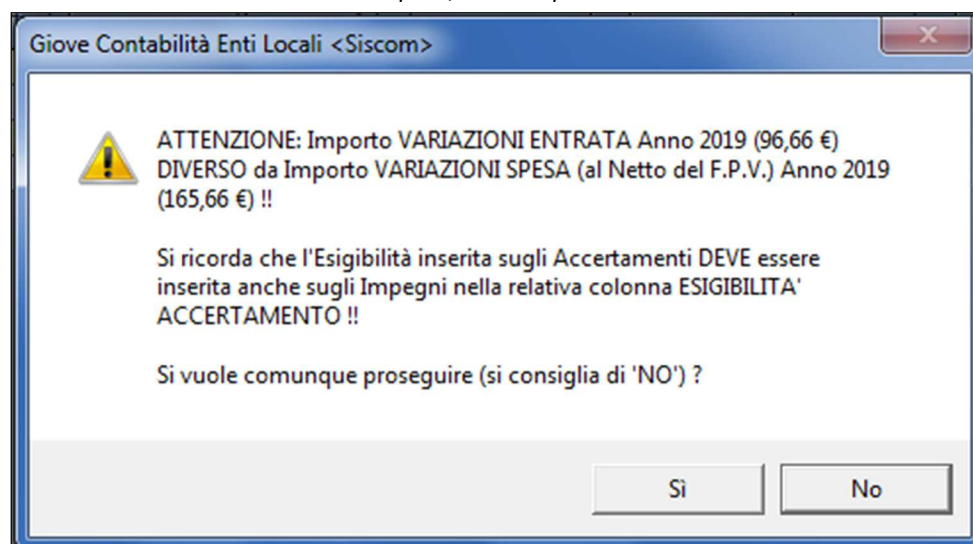 Giove Contabilità Enti Locali <Siscom>
ATTENZIONE: Importo VARIAZIONI ENTRATA Anno 2019 (96,66 €)
DIVERSO da Importo VARIAZIONI SPESA (al Netto del F.P.V.) Anno 2019
(165,66 €) !!
Si ricorda che l'Esigibilità inserita sugli Accertamenti DEVE essere
inserita anche sugli Impegni nella relativa colonna ESIGIBILITA'
ACCERTAMENTO !!
Si vuole comunque proseguire (si consiglia di 'NO') ?
Sì
No